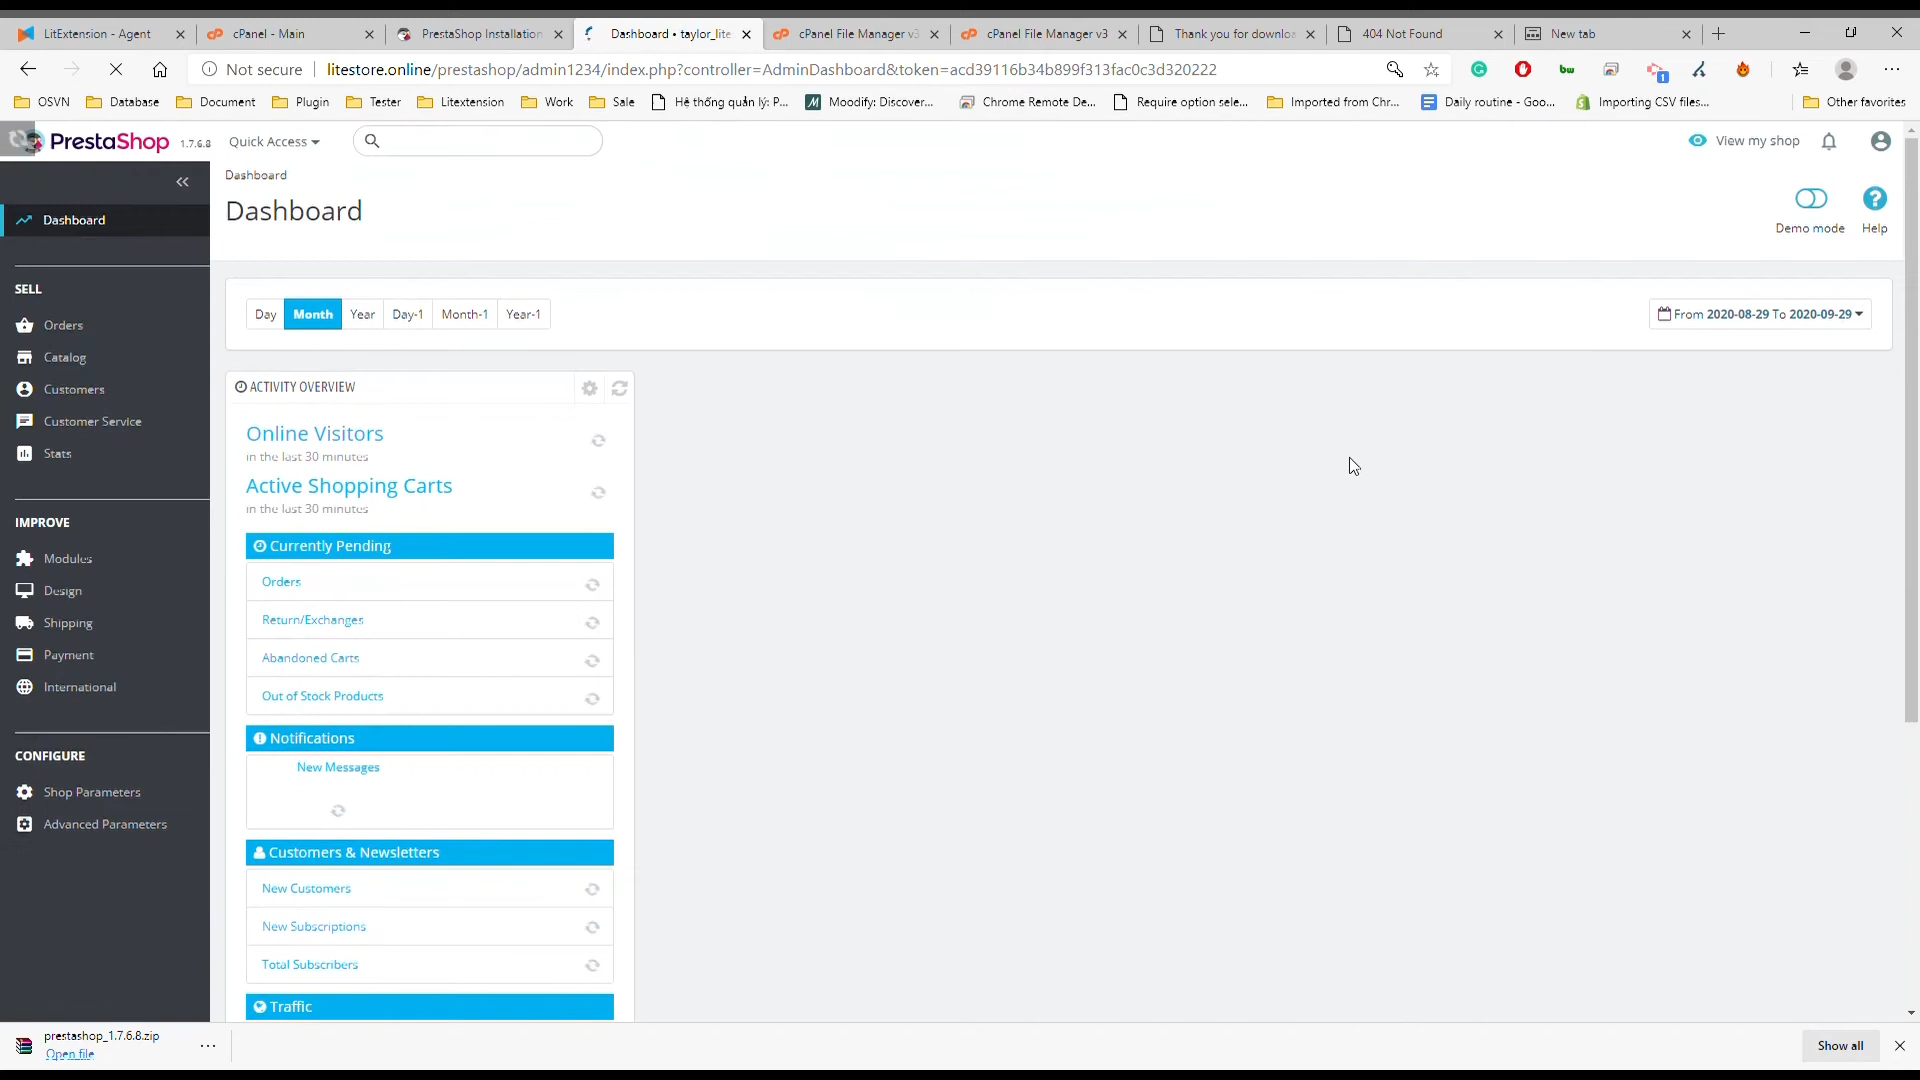 LitExtension - Agent
cPanel - Main
PrestaShop Installation
Dashboard • taylor_lite
cPanel File Manager v3
cPanel File Manager v3
Thank you for downloa
404 Not Found
New tab
Not secure
litestore.online/prestashop/admin1234/index.php?controller=AdminDashboard&token=acd39116b34b899f313fac0c3d320222
OSVN
Database
Document
Plugin
Tester
Litextension
Work
Sale
Hệ thống quản lý: P...
Moodify: Discover...
Chrome Remote De...
Require option sele...
Imported from Chr...
Daily routine - Goo...
Importing CSV files...
Other favorites
PrestaShop 1.7.6.8
Quick Access
View my shop
Dashboard
Dashboard
Demo mode
Help
Dashboard
SELL
Orders
Catalog
Customers
Customer Service
Stats
IMPROVE
Modules
Design
Shipping
Payment
International
CONFIGURE
Shop Parameters
Advanced Parameters
Day
Month
Year
Day-1
Month-1
Year-1
From 2020-08-29 To 2020-09-29
ACTIVITY OVERVIEW
Online Visitors
in the last 30 minutes
Active Shopping Carts
in the last 30 minutes
Currently Pending
Orders
Return/Exchanges
Abandoned Carts
Out of Stock Products
Notifications
New Messages
Customers & Newsletters
New Customers
New Subscriptions
Total Subscribers
Traffic
prestashop_1.7.6.8.zip
Open file
Show all